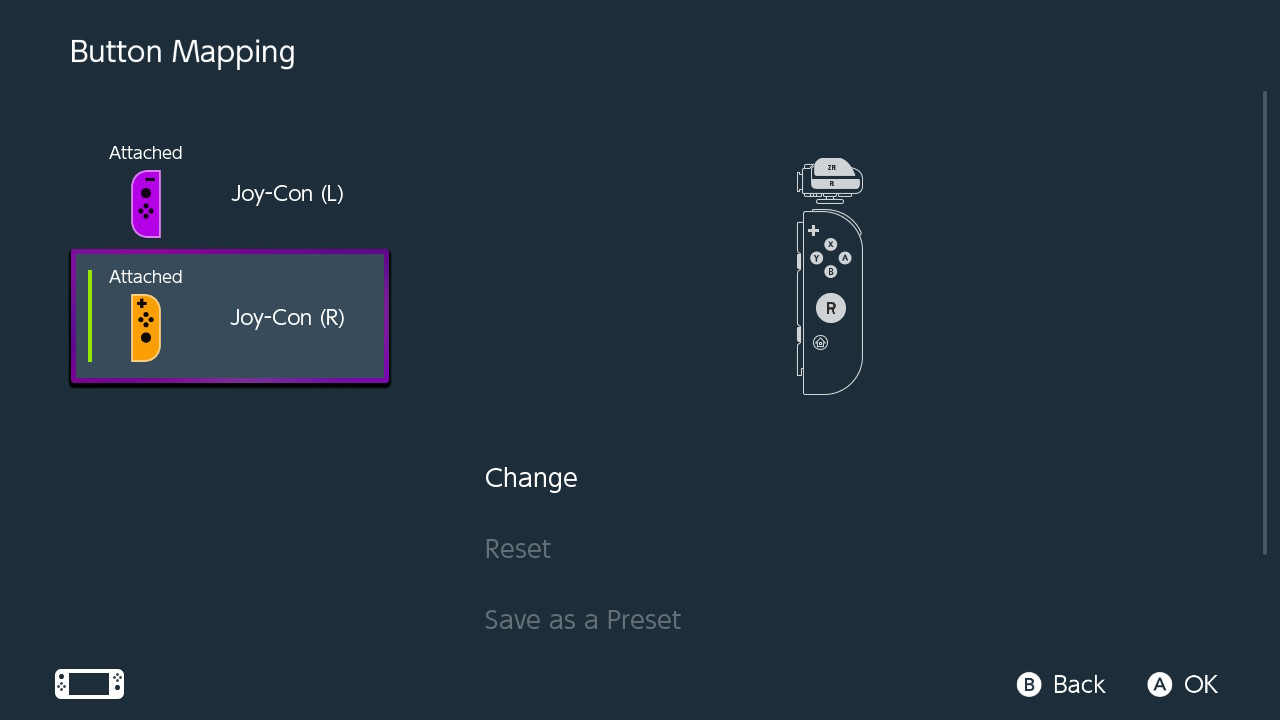 Button Mapping
Attached
Joy-Con (L)
Attached
Joy-Con (R)
ZR
R
X
Y A
B
R
Change
Reset
Save as a Preset
B Back A OK